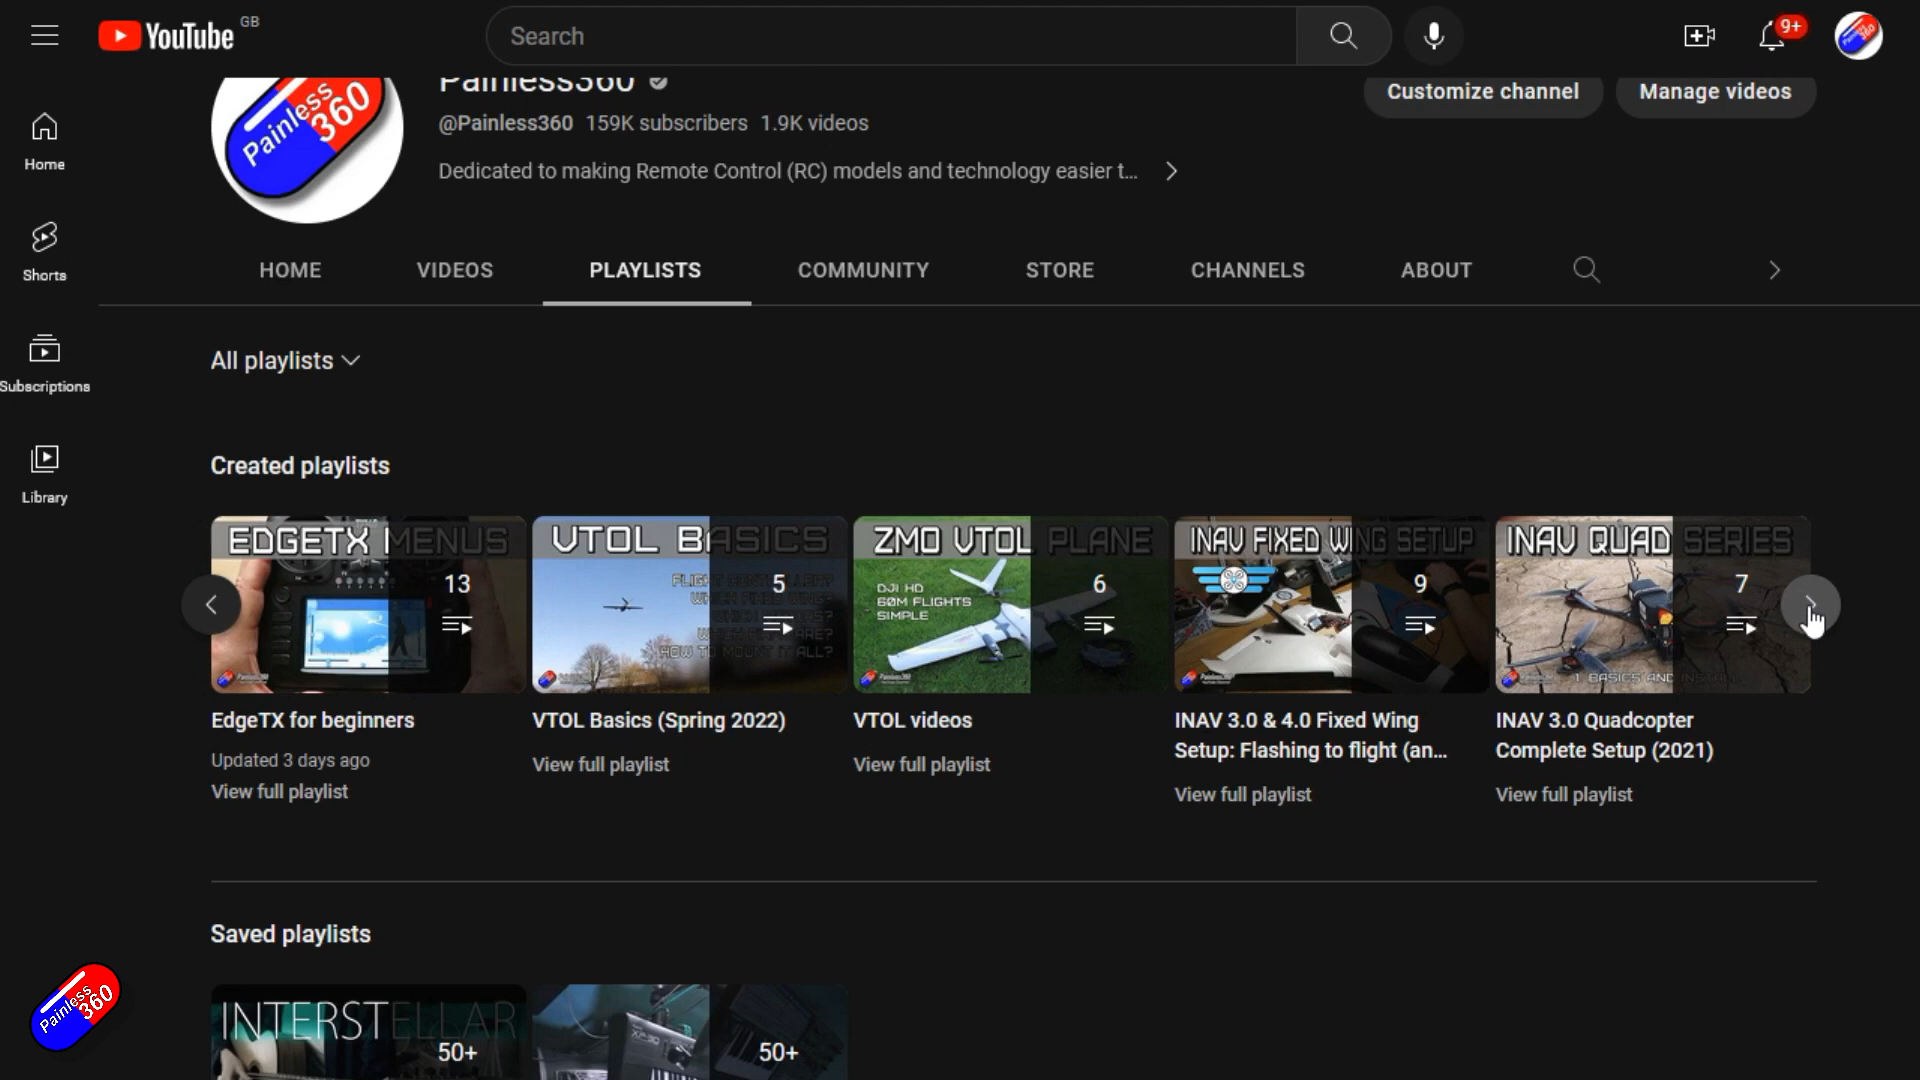 YouTube GB
Search
9+
Painless360
Customize channel
Manage videos
@Painless360 159K subscribers 1.9K videos
Dedicated to making Remote Control (RC) models and technology easier t...
Painless
360
Home
Shorts
Subscriptions
Library
HOME
VIDEOS
PLAYLISTS
COMMUNITY
STORE
CHANNELS
ABOUT
All playlists
Created playlists
EDGETX MENUS
13
VTOL BASICS
5
HOW TO MOUNT IT ALL?
ZMO VTOL PLANE
DJI HD
60M FLIGHTS
SIMPLE
6
INAV FIXED WING SETUP
9
INAV QUAD SERIES
7
EdgeTX for beginners
Updated 3 days ago
View full playlist
VTOL Basics (Spring 2022)
View full playlist
VTOL videos
View full playlist
INAV 3.0 & 4.0 Fixed Wing
Setup: Flashing to flight (an...
View full playlist
INAV 3.0 Quadcopter
Complete Setup (2021)
View full playlist
Saved playlists
INTERSTELLAR
50+
50+
Painless
360